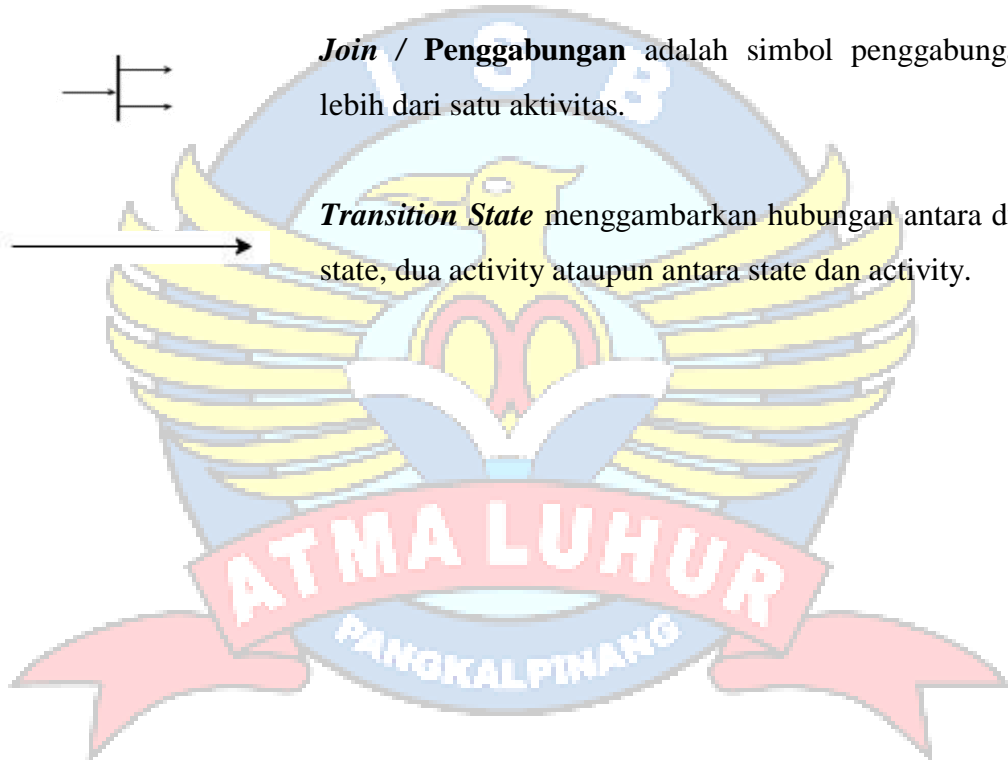 Join / Penggabungan adalah simbol penggabung
lebih dari satu aktivitas.
Transition State menggambarkan hubungan antara d
state, dua activity ataupun antara state dan activity.
I S B
ATMA LUHUR
PANGKALPINANG